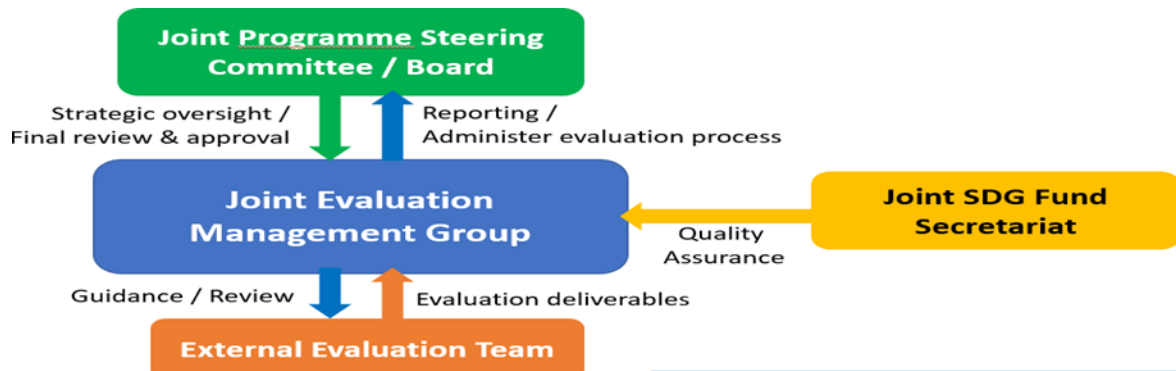 Joint Programme Steering
Committee / Board
Strategic oversight /
Final review & approval
Reporting /
Administer evaluation process
Joint Evaluation
Management Group
Joint SDG Fund
Secretariat
Quality
Assurance
Guidance / Review
Evaluation deliverables
External Evaluation Team